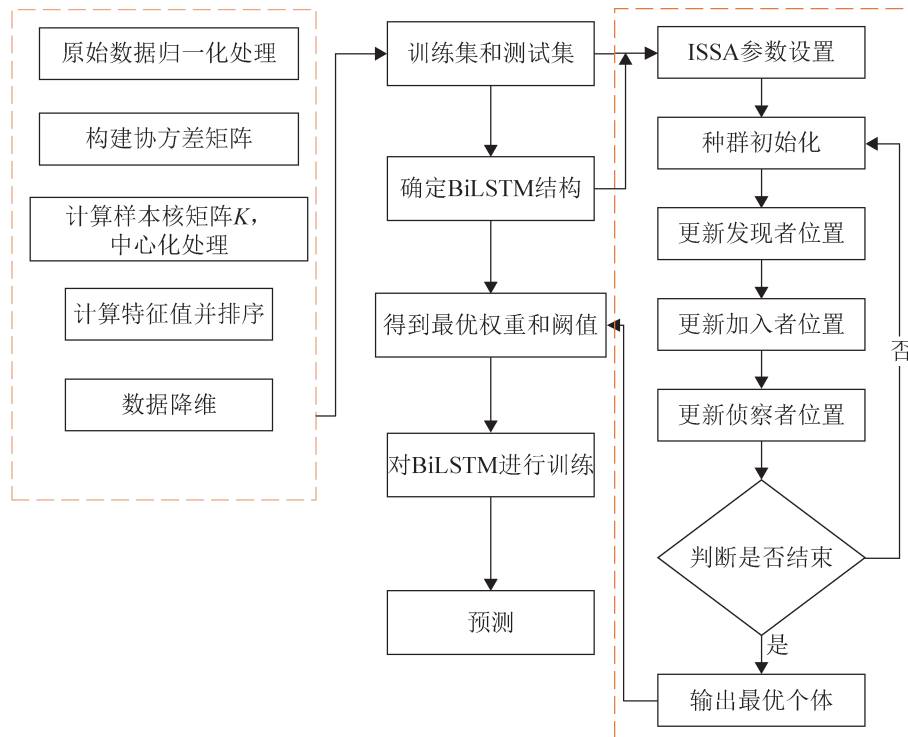 原始数据归一化处理
构建协方差矩阵
计算样本核矩阵K，
中心化处理
计算特征值并排序
数据降维
训练集和测试集
确定BiLSTM结构
得到最优权重和阙值
对BiLSTM进行训练
预测
ISSA参数设置
种群初始化
更新发现者位置
更新加入者位置
更新侦察者位置
判断是否结束
否
是
输出最优个体